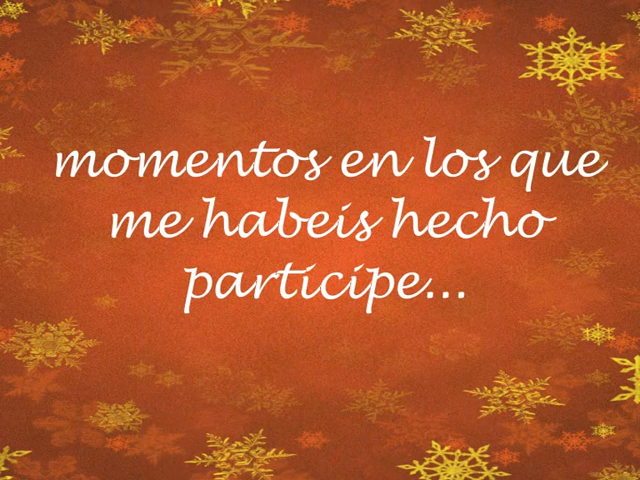 momentos en los que
me habeis hecho
participe...